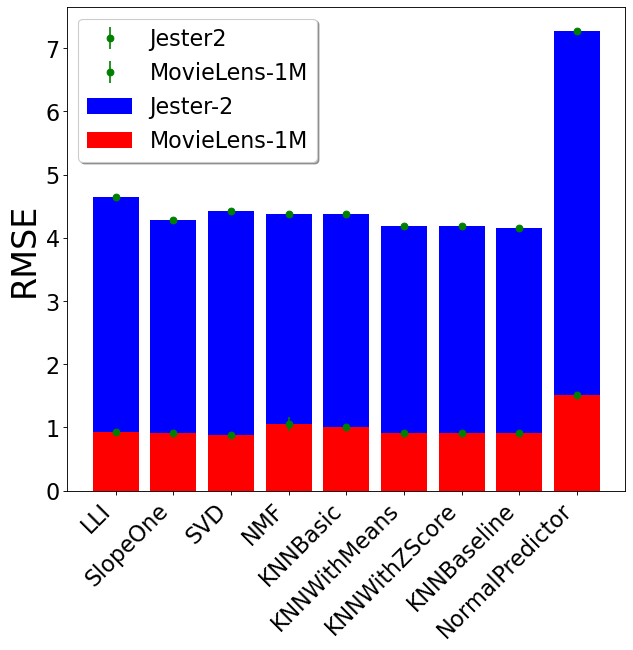 Jester2
MovieLens-1M
Jester-2
MovieLens-1M
RMSE
7
6
5
4
3
2
1
0
LLI
SlopeOne
SVD
NMF
KNNBasic
KNNWithMeans
KNNWithZScore
KNNBaseline
NormalPredictor